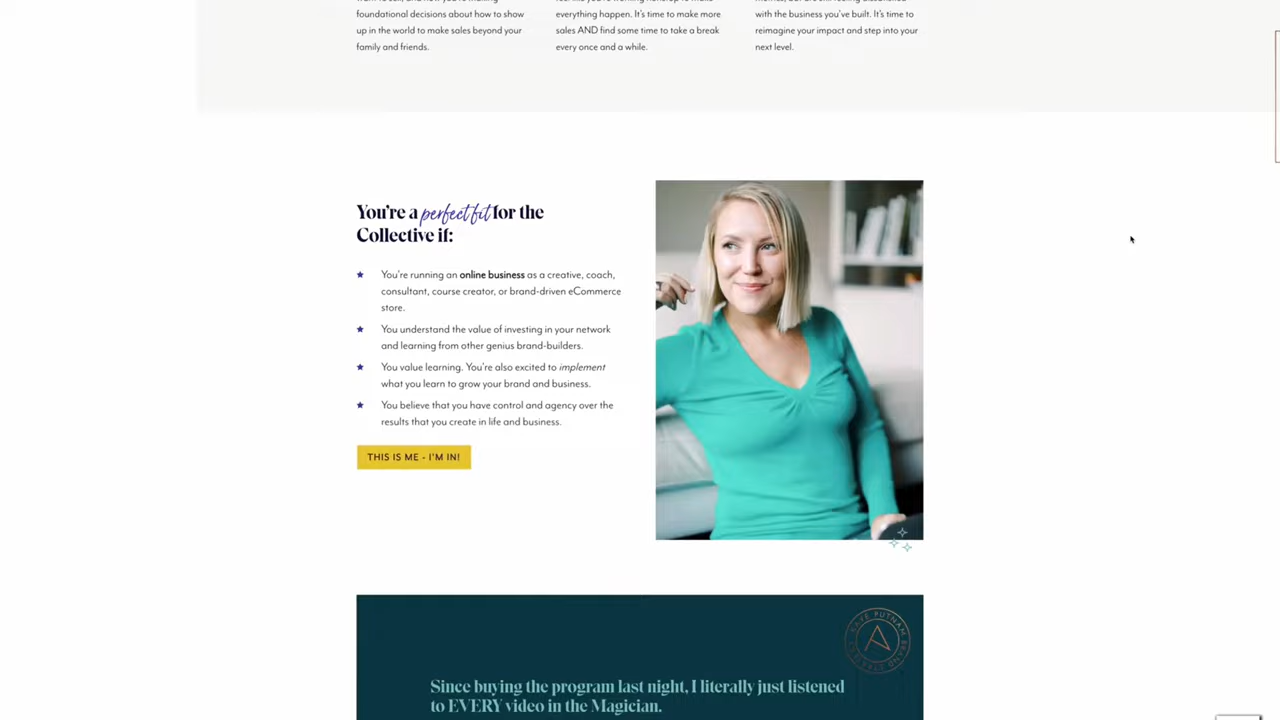 foundational decisions about how to show
up in the world to make sales beyond your
family and friends.
everything happen. It's time to make more
sales AND find some time to take a break
every once and a while.
with the business you've built. It's time to
reimagine your impact and step into your
next level.
You're a perfect fit for the
Collective if:
You're running an online business as a creative, coach,
consultant, course creator, or brand-driven eCommerce
store.
You understand the value of investing in your network
and learning from other genius brand-builders.
You value learning. You're also excited to implement
what you learn to grow your brand and business.
You believe that you have control and agency over the
results that you create in life and business.
THIS IS ME - I'M IN!
KAYE PUTNAM BRAND STRATEGY
A
Since buying the program last night, I literally just listened
to EVERY video in the Magician.